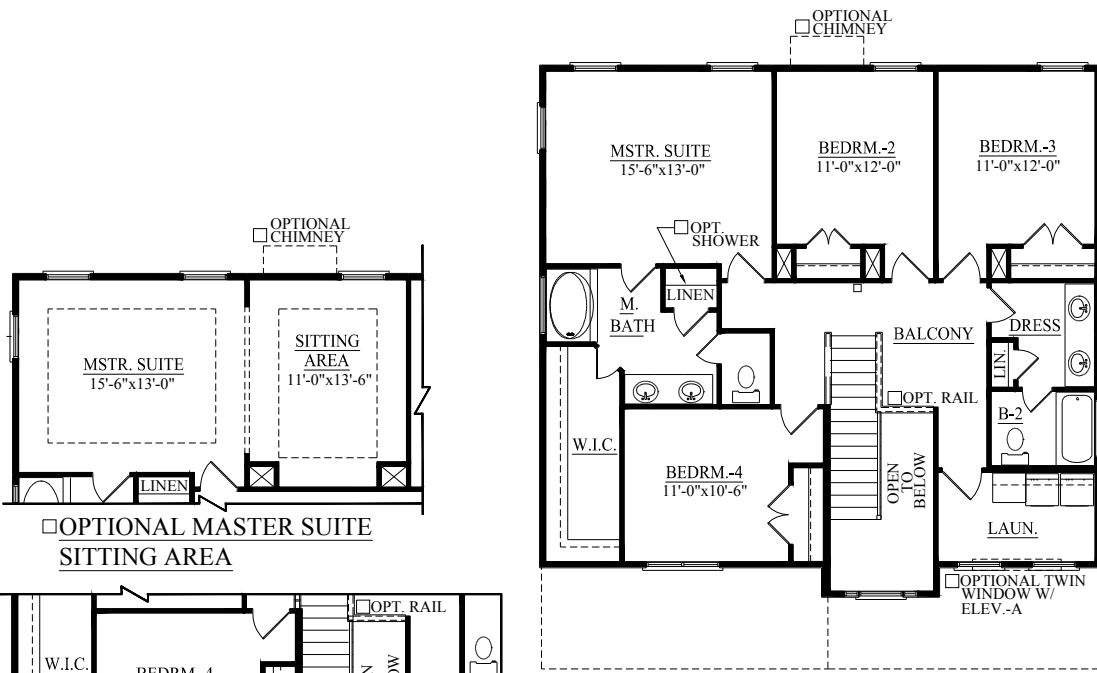 OPTIONAL
CHIMNEY
MSTR. SUITE
15'-6"x13'-0"
BEDRM.-2
11'-0"x12'-0"
BEDRM.-3
11'-0"x12'-0"
OPT.
SHOWER
LINEN
M.
BATH
BALCONY
DRESS
LIN.
OPT. RAIL
B-2
W.I.C.
BEDRM.-4
11'-0"x10'-6"
OPEN
TO
BELOW
LAUN.
OPTIONAL TWIN
WINDOW W/
ELEV.-A
OPTIONAL
CHIMNEY
MSTR. SUITE
15'-6"x13'-0"
SITTING
AREA
11'-0"x13'-6"
LINEN
OPTIONAL MASTER SUITE
SITTING AREA
OPT. RAIL
W.I.C.
BEDRM.-4